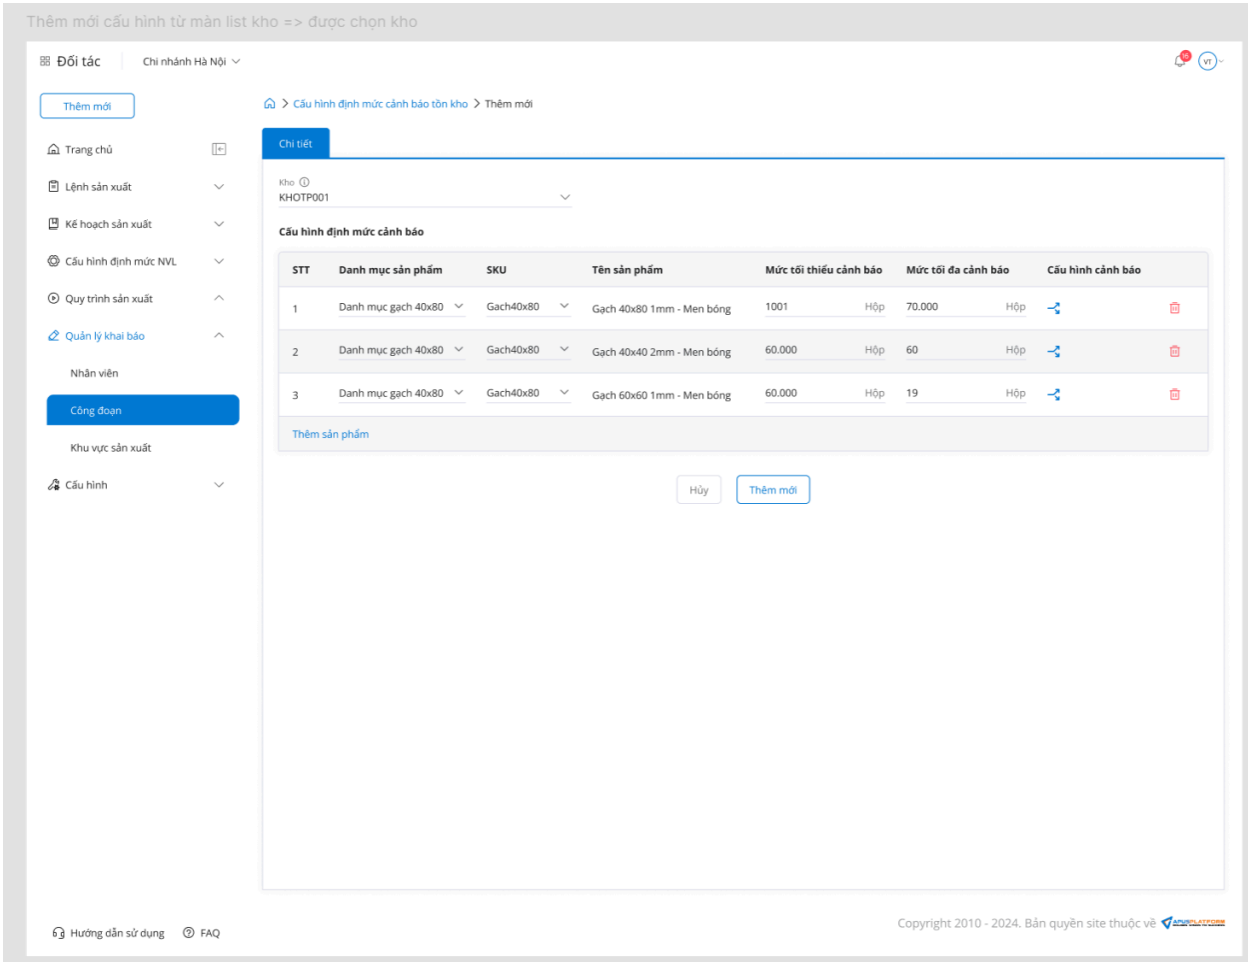 Thêm mới cấu hình từ màn list kho => được chọn kho
Đối tác
Chi nhánh Hà Nội
16
VT
Thêm mới
Cấu hình định mức cảnh báo tồn kho > Thêm mới
Trang chủ
Lệnh sản xuất
Kế hoạch sản xuất
Cấu hình định mức NVL
Quy trình sản xuất
Quản lý khai báo
Nhân viên
Công đoạn
Khu vực sản xuất
Cấu hình
Chi tiết
Kho
KHOTP001
Cấu hình định mức cảnh báo
STT Danh mục sản phẩm SKU Tên sản phẩm Mức tối thiểu cảnh báo Mức tối đa cảnh báo Cấu hình cảnh báo
1 Danh mục gạch 40x80 Gach40x80 Gạch 40x80 1mm - Men bóng 1001 Hộp 70.000 Hộp
2 Danh mục gạch 40x80 Gach40x80 Gạch 40x40 2mm - Men bóng 60.000 Hộp 60 Hộp
3 Danh mục gạch 40x80 Gach40x80 Gạch 60x60 1mm - Men bóng 60.000 Hộp 19 Hộp
Thêm sản phẩm
Hủy
Thêm mới
Hướng dẫn sử dụng
FAQ
Copyright 2010 - 2024. Bản quyền site thuộc về
APUSPLATFORM